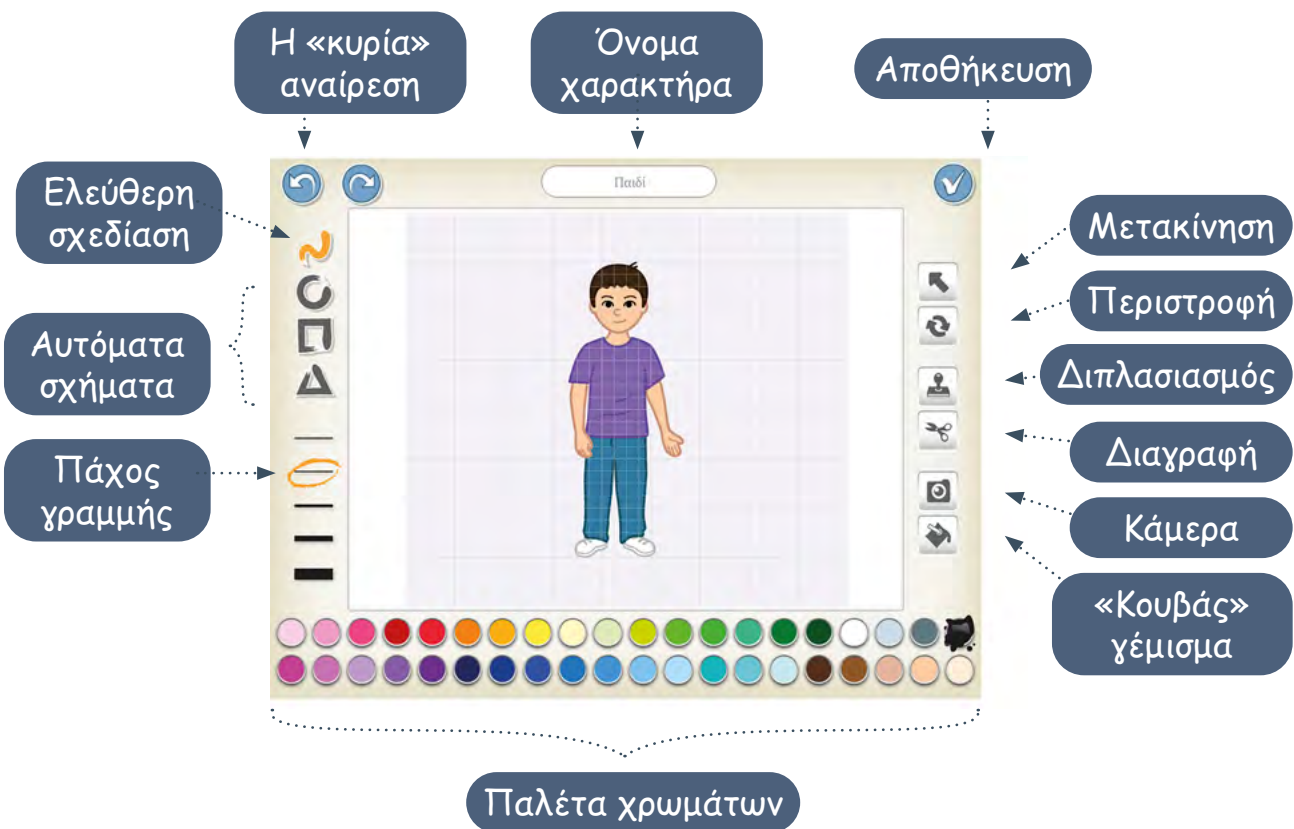 Η «κυρία»
αναίρεση
Όνομα
χαρακτήρα
Αποθήκευση
Ελεύθερη
σχεδίαση
Παιδί
Αυτόματα
σχήματα
Πάχος
γραμμής
Μετακίνηση
Περιστροφή
Διπλασιασμός
Διαγραφή
Κάμερα
«Κουβάς»
γέμισμα
Παλέτα χρωμάτων